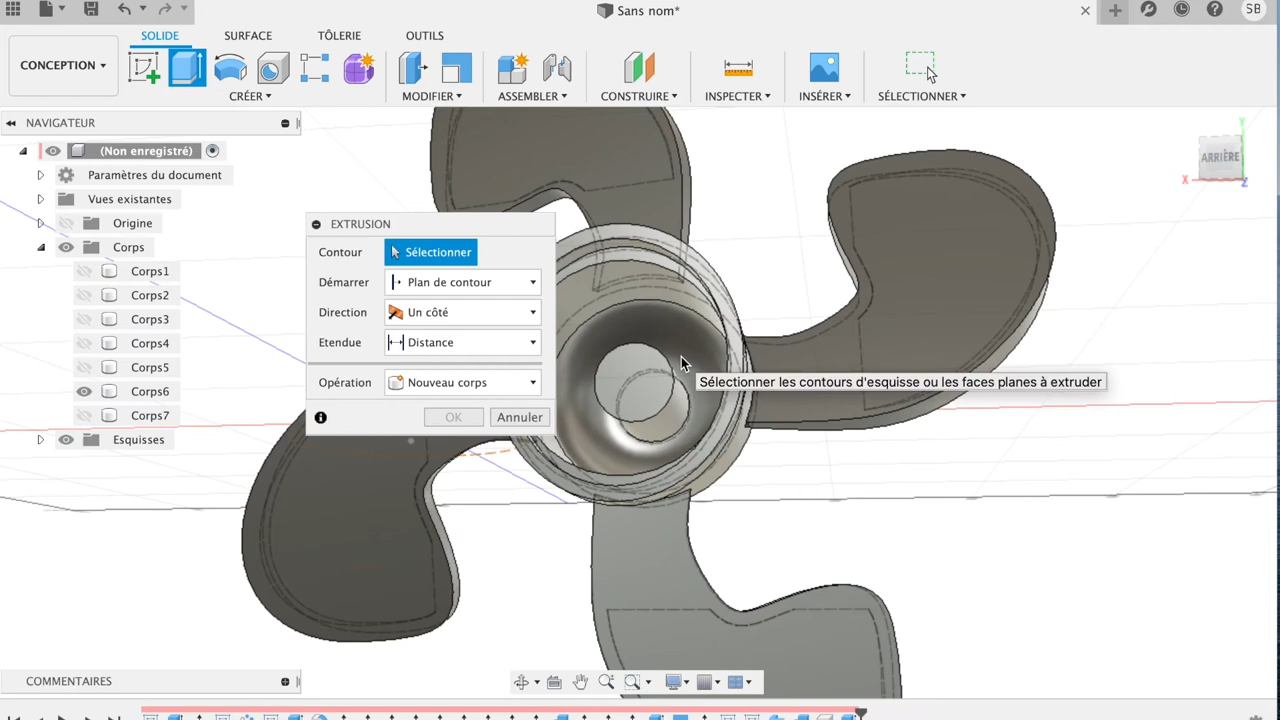 Sans nom*
SB
SOLIDE SURFACE TÔLERIE OUTILS
CONCEPTION
CRÉER MODIFIER ASSEMBLER CONSTRUIRE INSPECTER INSÉRER SÉLECTIONNER
NAVIGATEUR
(Non enregistré)
Paramètres du document
Vues existantes
Origine
Corps
Corps1
Corps2
Corps3
Corps4
Corps5
Corps6
Corps7
Esquisses
EXTRUSION
Contour Sélectionner
Démarrer Plan de contour
Direction Un côté
Etendue Distance
Opération Nouveau corps
OK Annuler
Sélectionner les contours d'esquisse ou les faces planes à extruder
Y
ARRIÈRE
X
Z
COMMENTAIRES